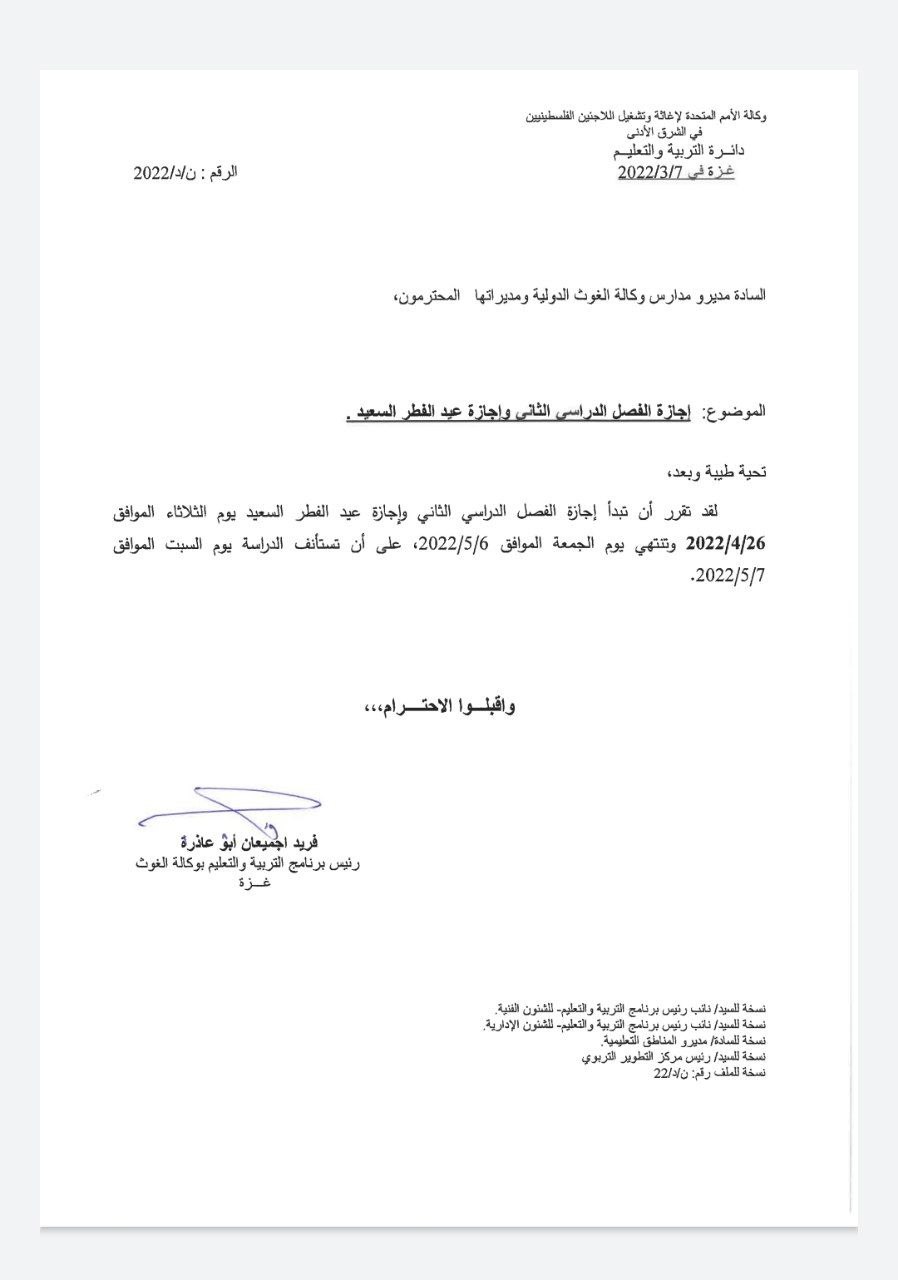 وكالة الأمم المتحدة لإغاثة وتشغيل اللاجئين الفلسطينيين
في الشرق الأدنى
دائـرة التربية والتعليـم
غـزة في 2022/3/7
الرقم : ن/د/2022
السادة مديرو مدارس وكالة الغوث الدولية ومديراتها المحترمون،
الموضوع: إجازة الفصل الدراسي الثاني وإجازة عيد الفطر السعيد .
تحية طيبة وبعد،
لقد تقرر أن تبدأ إجازة الفصل الدراسي الثاني وإجازة عيد الفطر السعيد يوم الثلاثاء الموافق
2022/4/26 وتنتهي يوم الجمعة الموافق 2022/5/6، على أن تستأنف الدراسة يوم السبت الموافق
2022/5/7.
واقبلـــوا الاحتـــرام،،،
فريد اجميعان أبو عاذرة
رئيس برنامج التربية والتعليم بوكالة الغوث
غـــزة
نسخة للسيد/ نائب رئيس برنامج التربية والتعليم- للشئون الفنية.
نسخة للسيد/ نائب رئيس برنامج التربية والتعليم- للشئون الإدارية.
نسخة للسادة/ مديرو المناطق التعليمية.
نسخة للسيد/ رئيس مركز التطوير التربوي
نسخة للملف رقم: ن/د/22